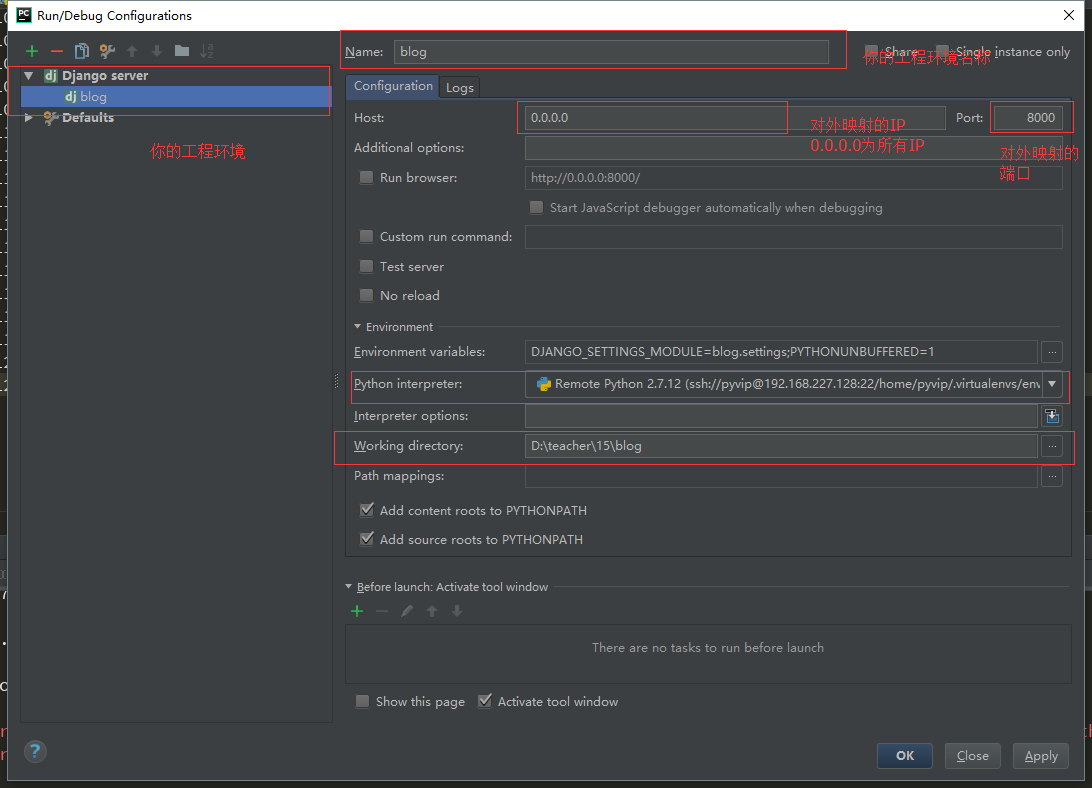 Run/Debug Configurations
Name: blog
Share
Single instance only
你的工程环境名称
Django server
blog
Defaults
你的工程环境
Configuration
Logs
Host: 0.0.0.0
Port: 8000
对外映射的IP
0.0.0.0为所有IP
对外映射的
端口
Additional options:
Run browser: http://0.0.0.0:8000/
Start JavaScript debugger automatically when debugging
Custom run command:
Test server
No reload
Environment
Environment variables: DJANGO_SETTINGS_MODULE=blog.settings;PYTHONUNBUFFERED=1
Python interpreter: Remote Python 2.7.12 (ssh://pyvip@192.168.227.128:22/home/pyvip/.virtualenvs/env
Interpreter options:
Working directory: D:\teacher\15\blog
Path mappings:
Add content roots to PYTHONPATH
Add source roots to PYTHONPATH
Before launch: Activate tool window
There are no tasks to run before launch
Show this page
Activate tool window
?
OK
Close
Apply